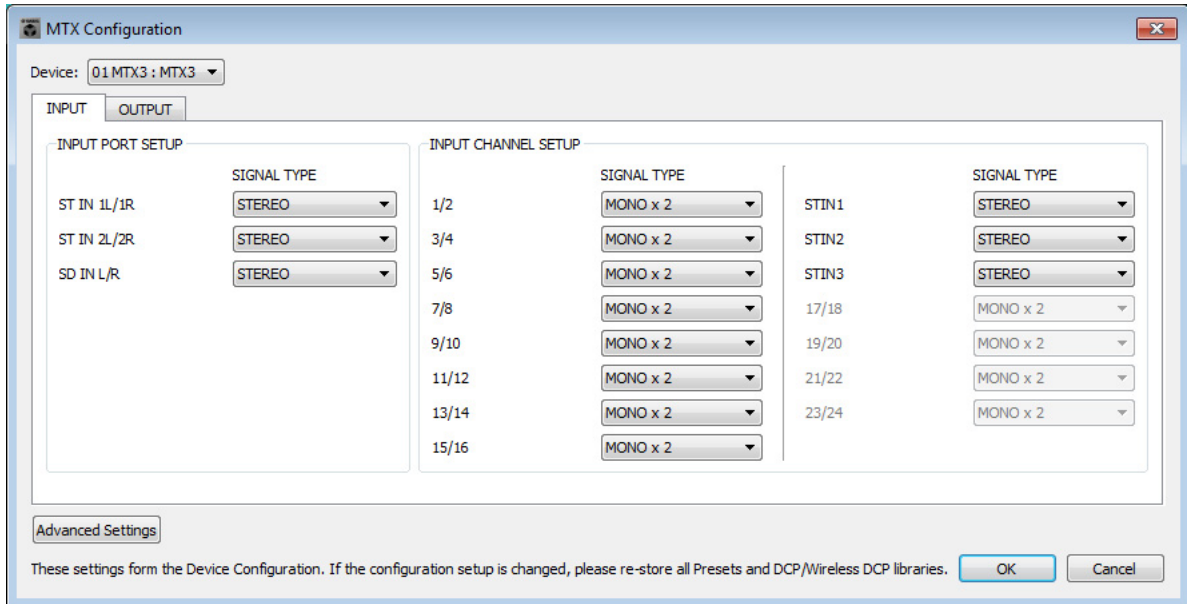 MTX Configuration
Device: 01 MTX3 : MTX3
INPUT OUTPUT
INPUT PORT SETUP
SIGNAL TYPE
ST IN 1L/1R STEREO
ST IN 2L/2R STEREO
SD IN L/R STEREO
INPUT CHANNEL SETUP
SIGNAL TYPE SIGNAL TYPE
1/2 MONO x 2 STIN1 STEREO
3/4 MONO x 2 STIN2 STEREO
5/6 MONO x 2 STIN3 STEREO
7/8 MONO x 2 17/18 MONO x 2
9/10 MONO x 2 19/20 MONO x 2
11/12 MONO x 2 21/22 MONO x 2
13/14 MONO x 2 23/24 MONO x 2
15/16 MONO x 2
Advanced Settings
These settings form the Device Configuration. If the configuration setup is changed, please re-store all Presets and DCP/Wireless DCP libraries. OK Cancel